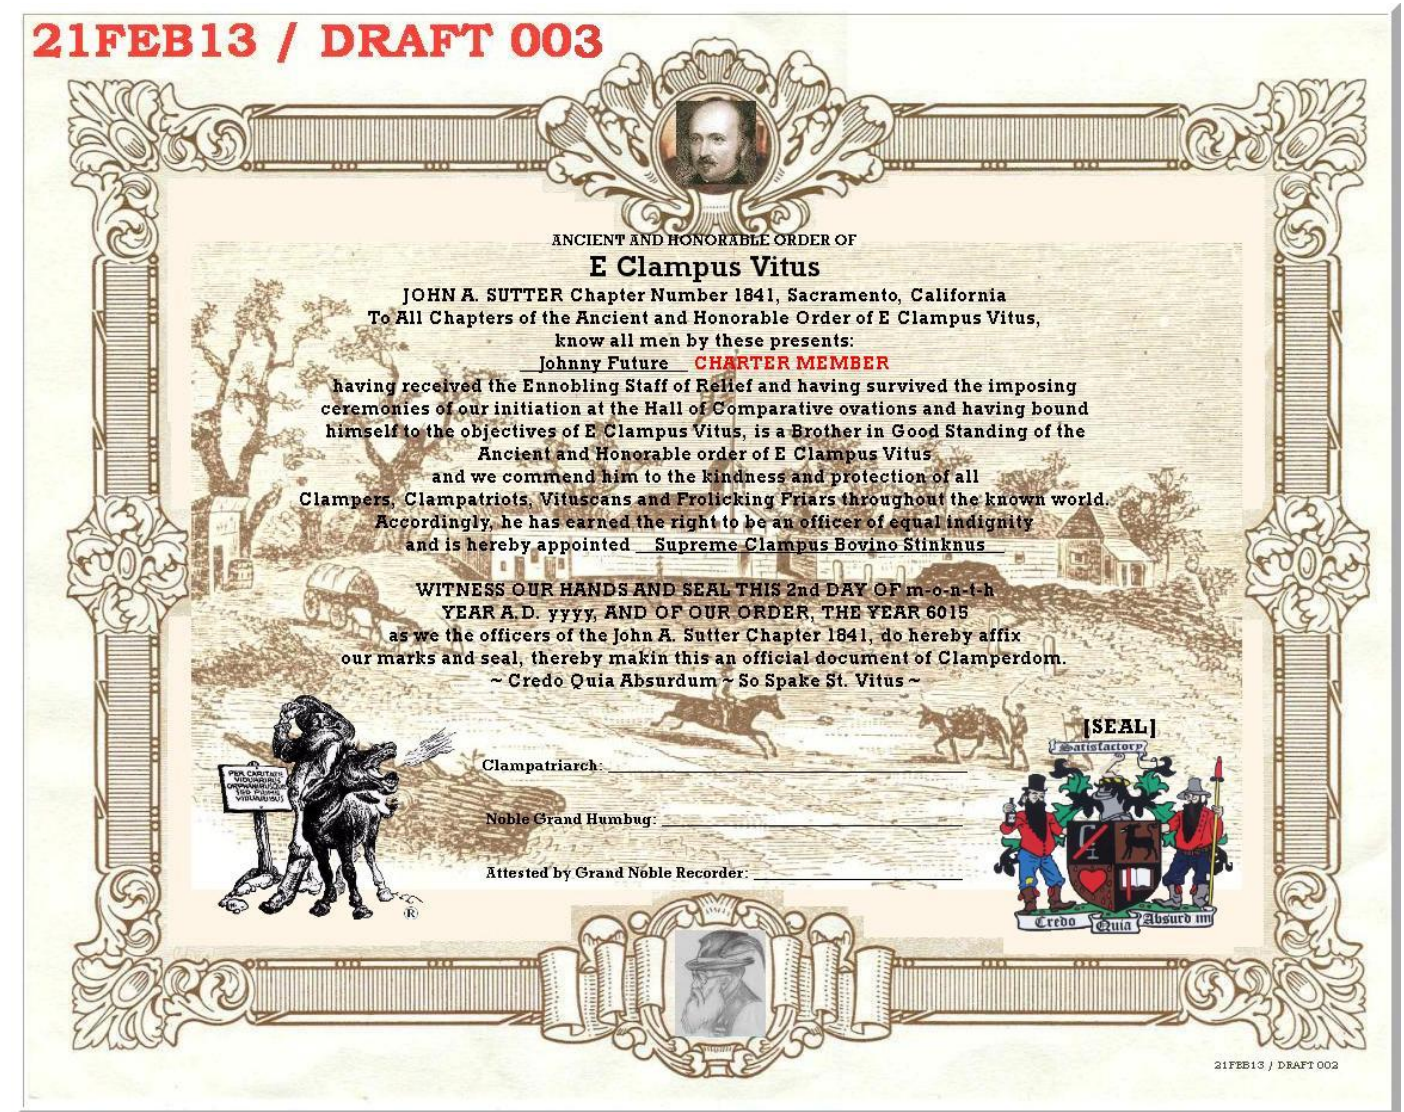 21FEB13 / DRAFT 003
ANCIENT AND HONORABLE ORDER OF
E Clampus Vitus
JOHN A. SUTTER Chapter Number 1841, Sacramento, California
To All Chapters of the Ancient and Honorable Order of E Clampus Vitus,
know all men by these presents:
Johnny Future CHARTER MEMBER
having received the Ennobling Staff of Relief and having survived the imposing
ceremonies of our initiation at the Hall of Comparative ovations and having bound
himself to the objectives of E Clampus Vitus, is a Brother in Good Standing of the
Ancient and Honorable order of E Clampus Vitus
and we commend him to the kindness and protection of all
Clampers, Clampatriots, Vituscans and Frolicking Friars throughout the known world.
Accordingly, he has earned the right to be an officer of equal indignity
and is hereby appointed Supreme Clampus Bovino Stinknus
WITNESS OUR HANDS AND SEAL THIS 2nd DAY OF m-o-n-t-h
YEAR A.D. yyyy, AND OF OUR ORDER, THE YEAR 6015
as we the officers of the John A. Sutter Chapter 1841, do hereby affix
our marks and seal, thereby makin this an official document of Clamperdom.
~ Credo Quia Absurdum ~ So Spake St. Vitus ~
[SEAL]
Satisfactory
Clampatriarch:
PER CARITATE
VIDUARIBUS
Noble Grand Humbug:
Attested by Grand Noble Recorder:
®
Credo Quia Absurd um
21FEB13 / DRAFT 002